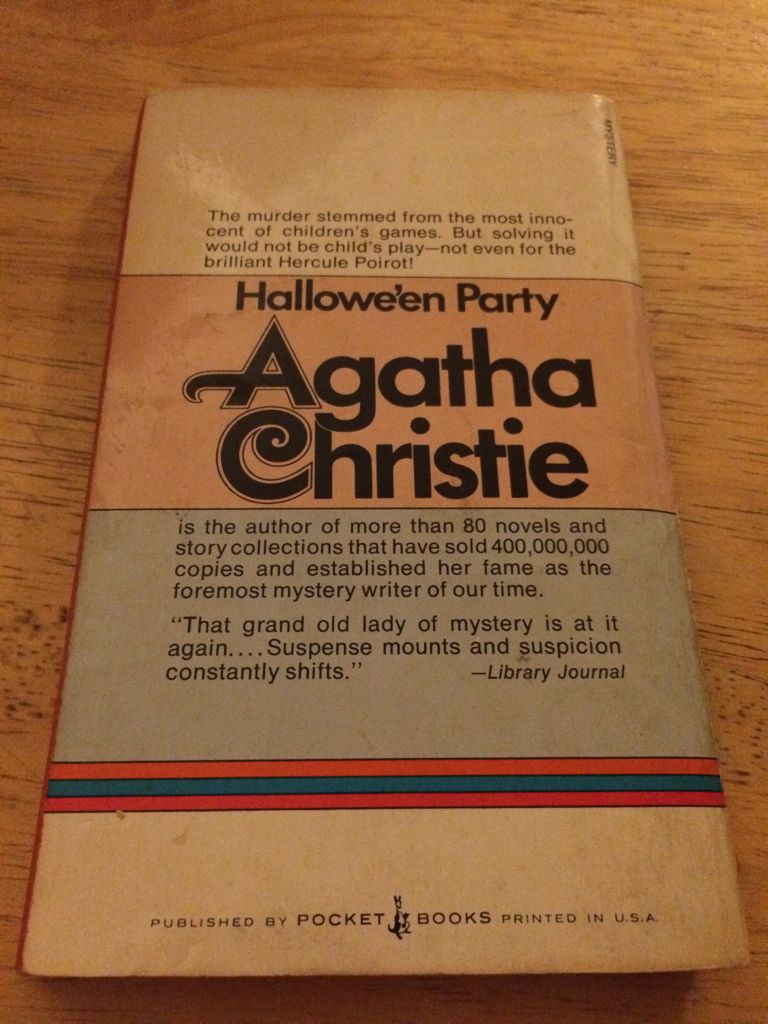 MYSTERY
The murder stemmed from the most inno-
cent of children's games. But solving it
would not be child's play—not even for the
brilliant Hercule Poirot!
Hallowe'en Party
Agatha
Christie
is the author of more than 80 novels and
story collections that have sold 400,000,000
copies and established her fame as the
foremost mystery writer of our time.
"That grand old lady of mystery is at it
again....Suspense mounts and suspicion
constantly shifts." —Library Journal
PUBLISHED BY POCKET BOOKS PRINTED IN U.S.A.